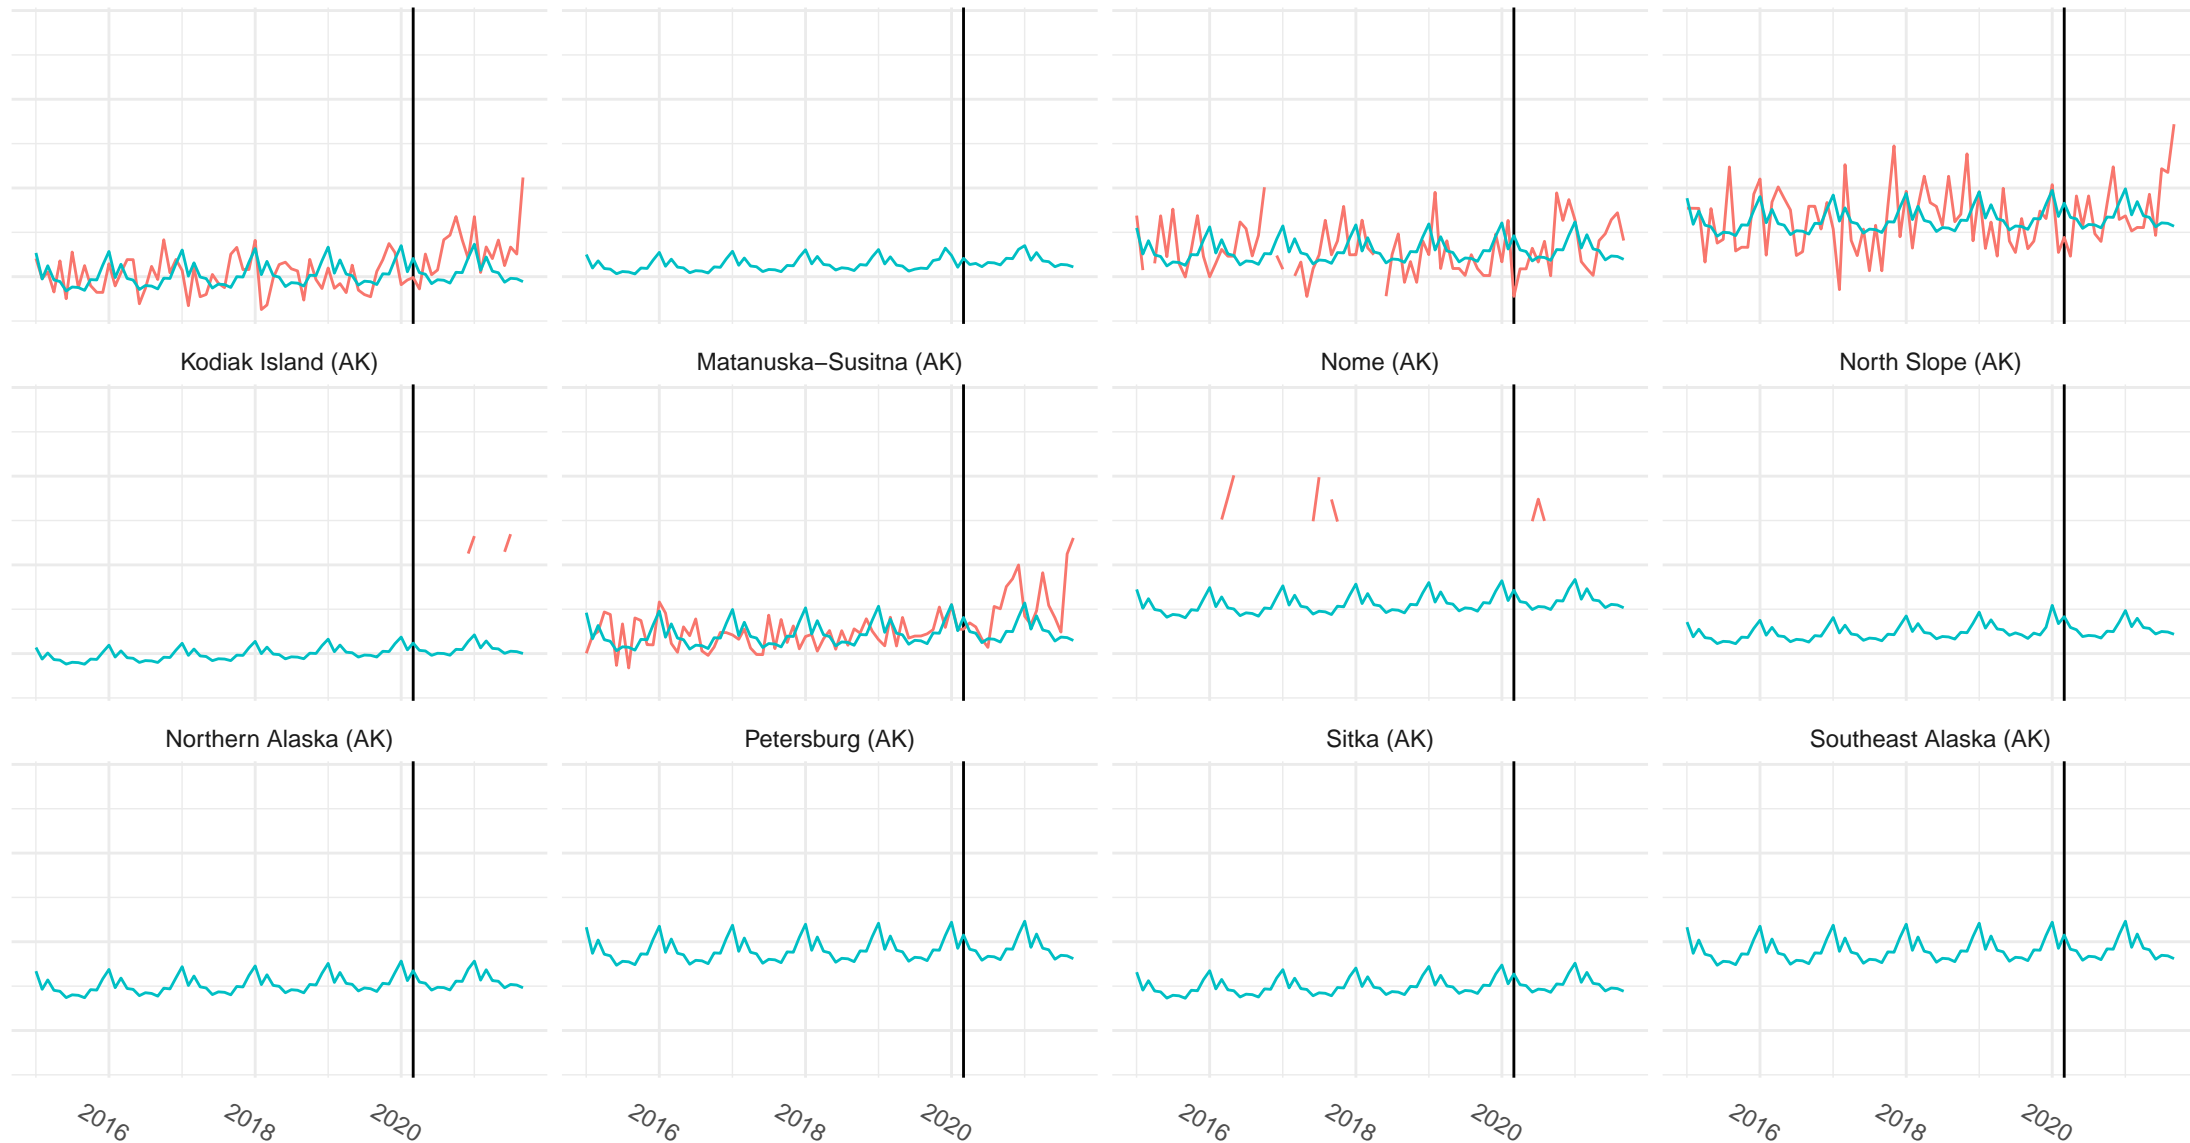 Kodiak Island (AK) Matanuska−Susitna (AK) Nome (AK) North Slope (AK)
Northern Alaska (AK) Petersburg (AK) Sitka (AK) Southeast Alaska (AK)
2016 2018 2020 2016 2018 2020 2016 2018 2020 2016 2018 2020